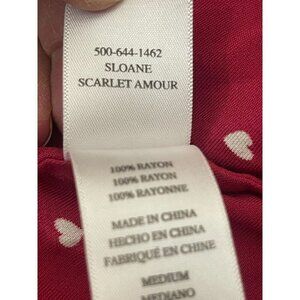 500-644-1462
SLOANE
SCARLET AMOUR
100% RAYON
100% RAYON
100% RAYONNE
MADE IN CHINA
HECHO EN CHINA
FABRIQUÉ EN CHINE
MEDIUM
MEDIANO